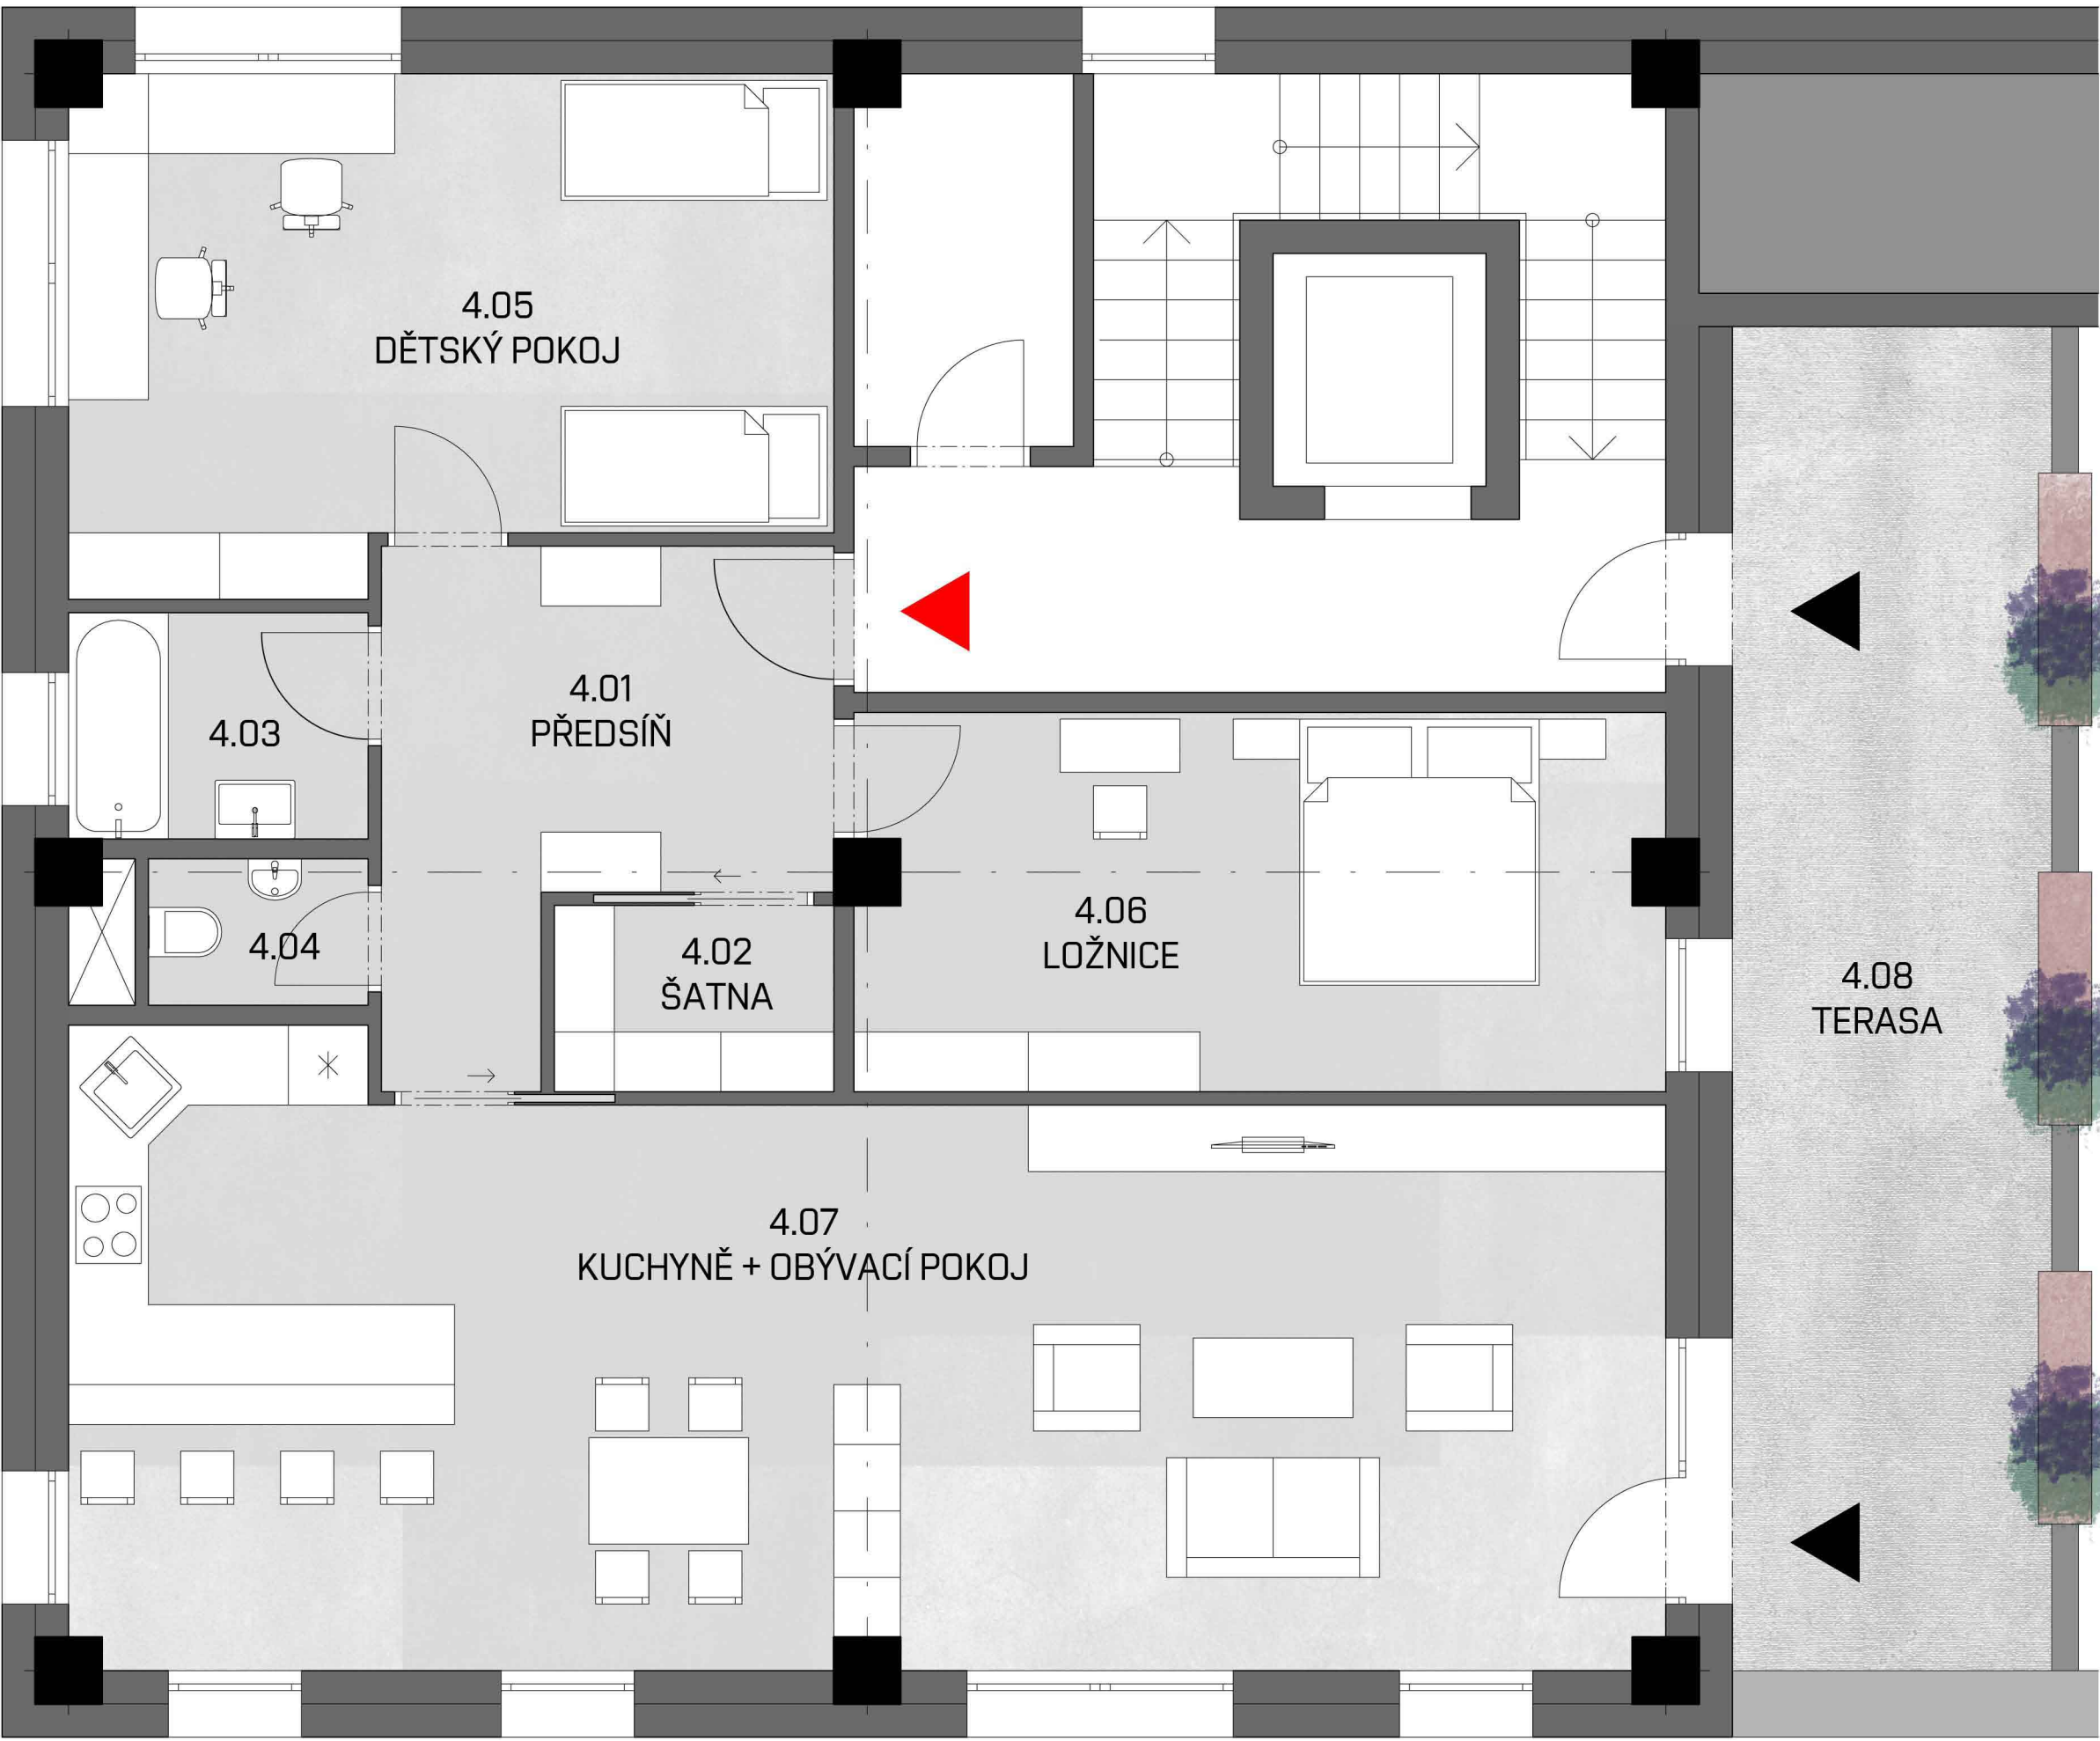 4.05
DĚTSKÝ POKOJ
4.01
PŘEDSÍŇ
4.03
4.04
4.02
ŠATNA
4.06
LOŽNICE
4.08
TERASA
4.07
KUCHYNĚ + OBÝVACÍ POKOJ